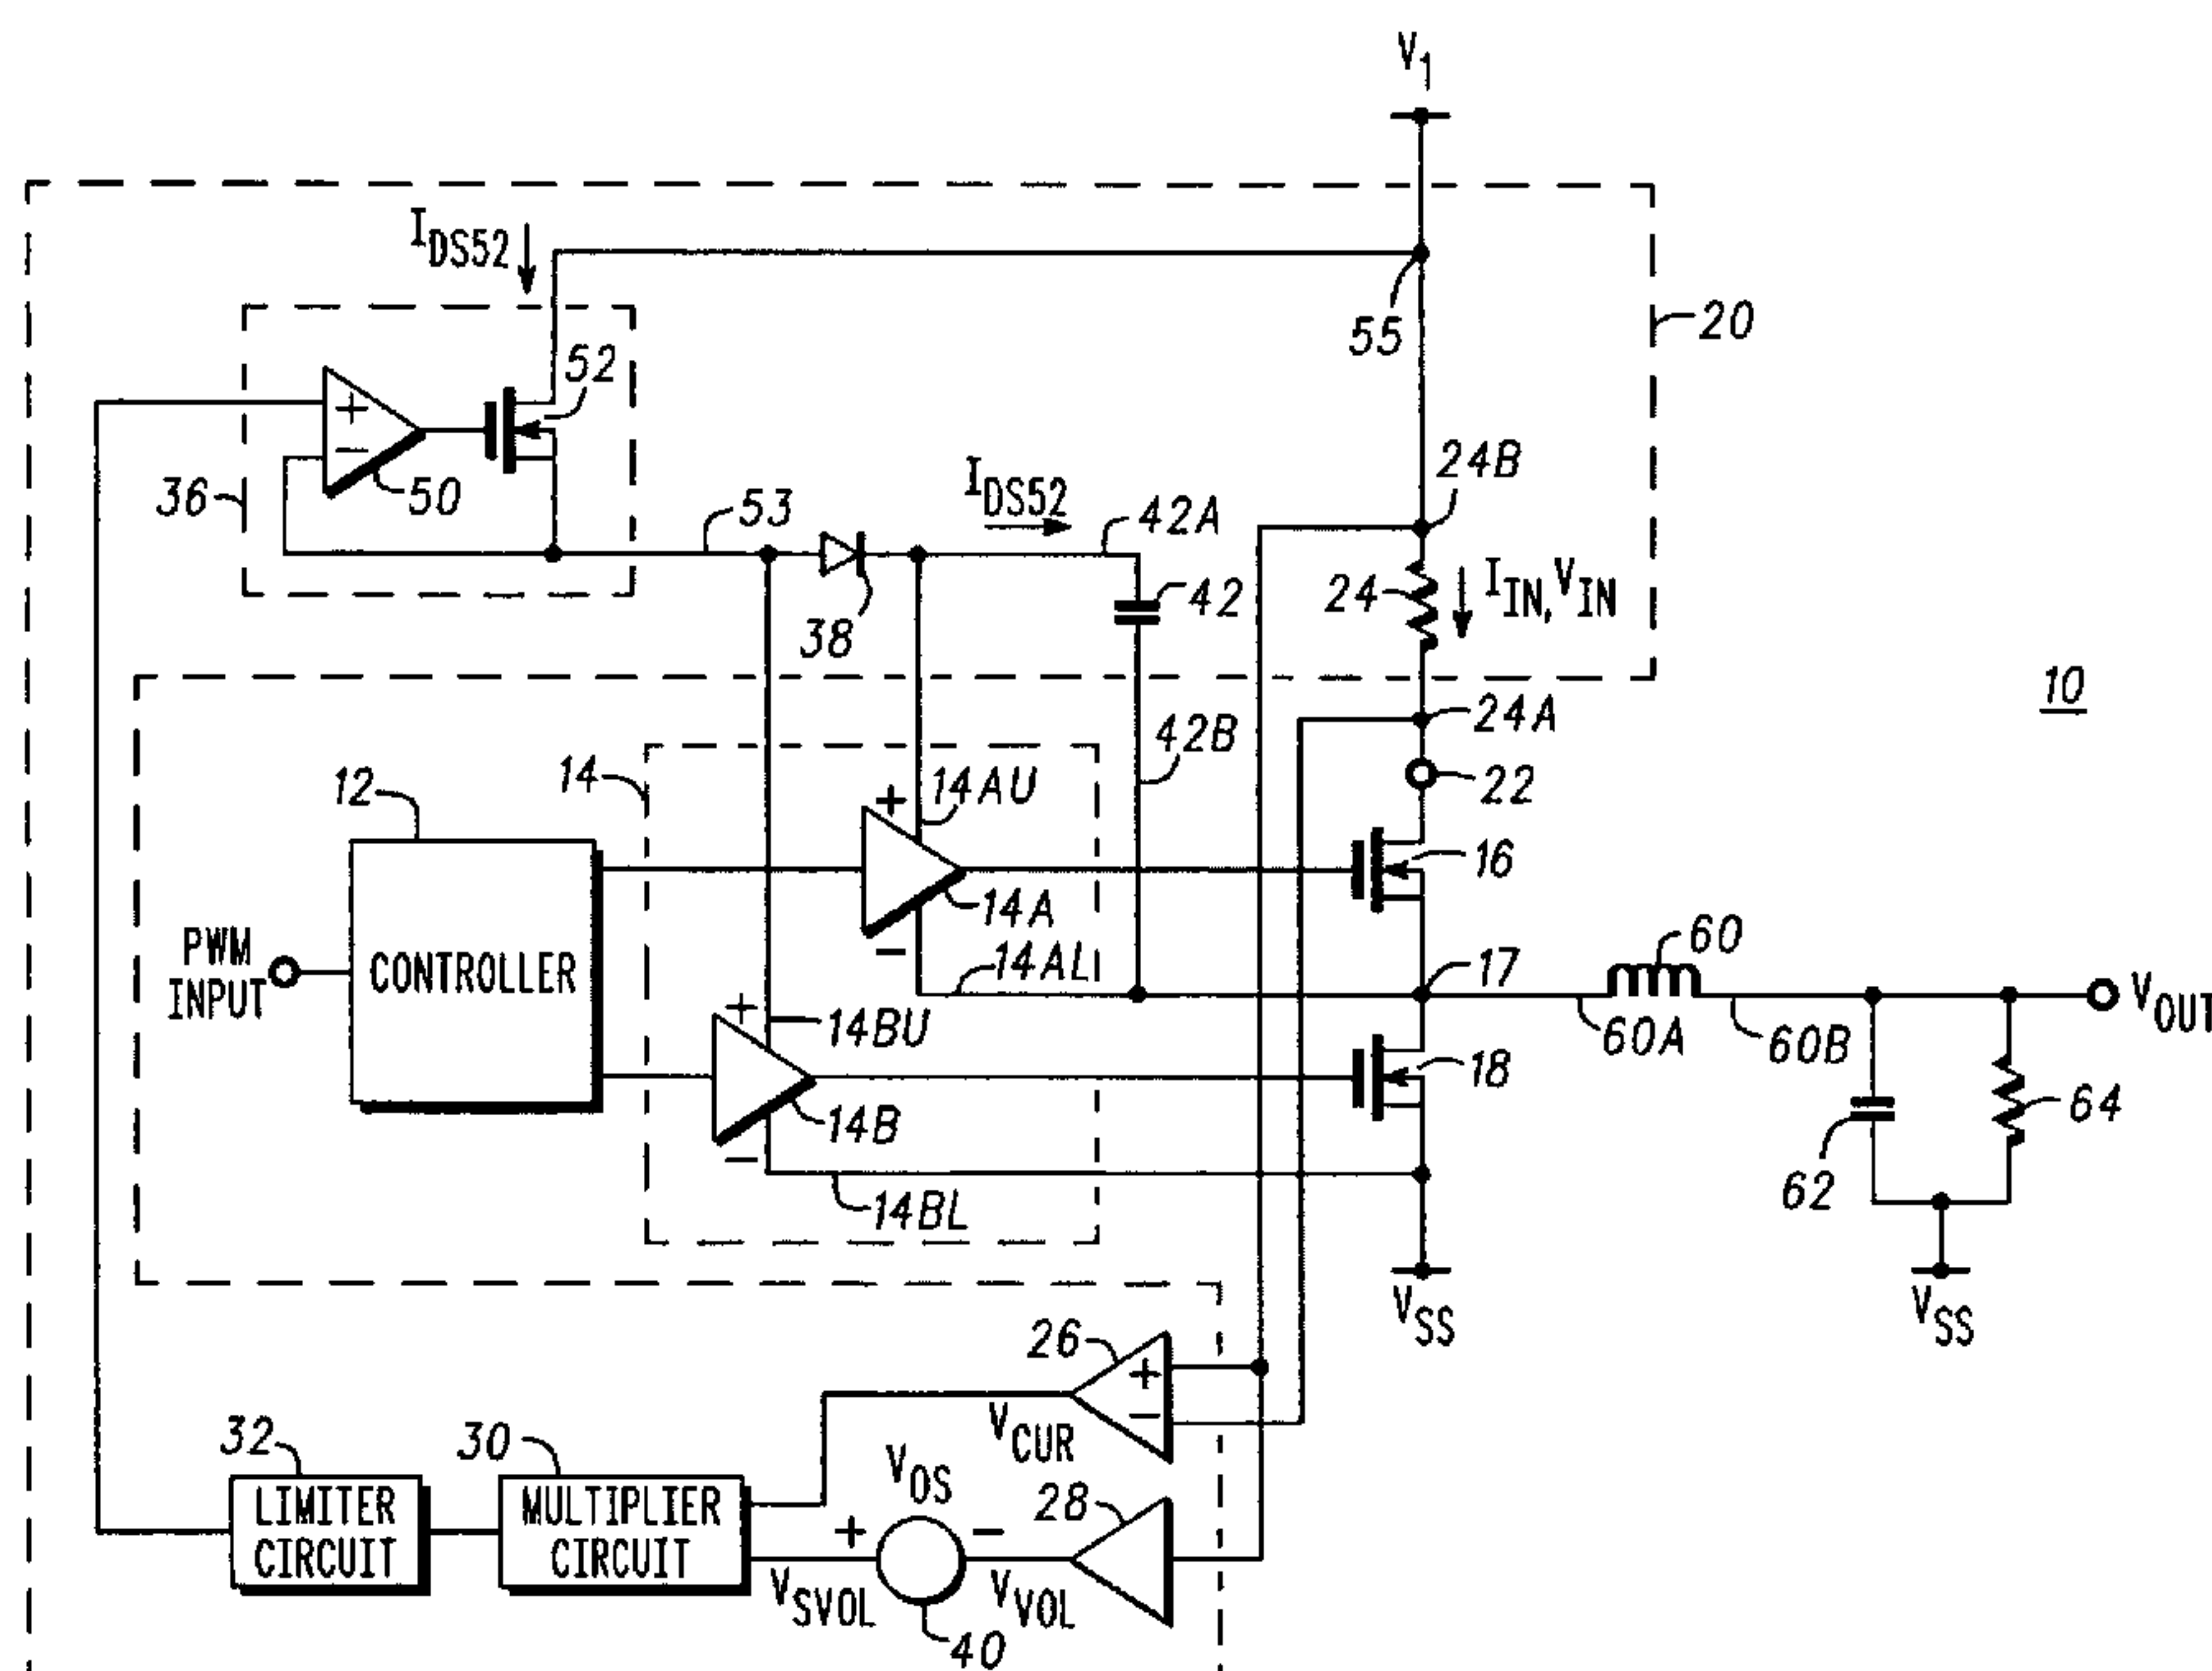 V1
IDS52
20
55
52
36
50
53
IDS52
42A
24B
38
42
24
IIN, VIN
10
24A
42B
14
14AU
22
12
16
14A
PWM
INPUT
CONTROLLER
14AL
17
60
VOUT
14BU
60A
60B
18
64
14B
62
14BL
VSS
VSS
26
VCUR
32
30
VOS
28
LIMITER
CIRCUIT
MULTIPLIER
CIRCUIT
VSVOL
VVOL
40